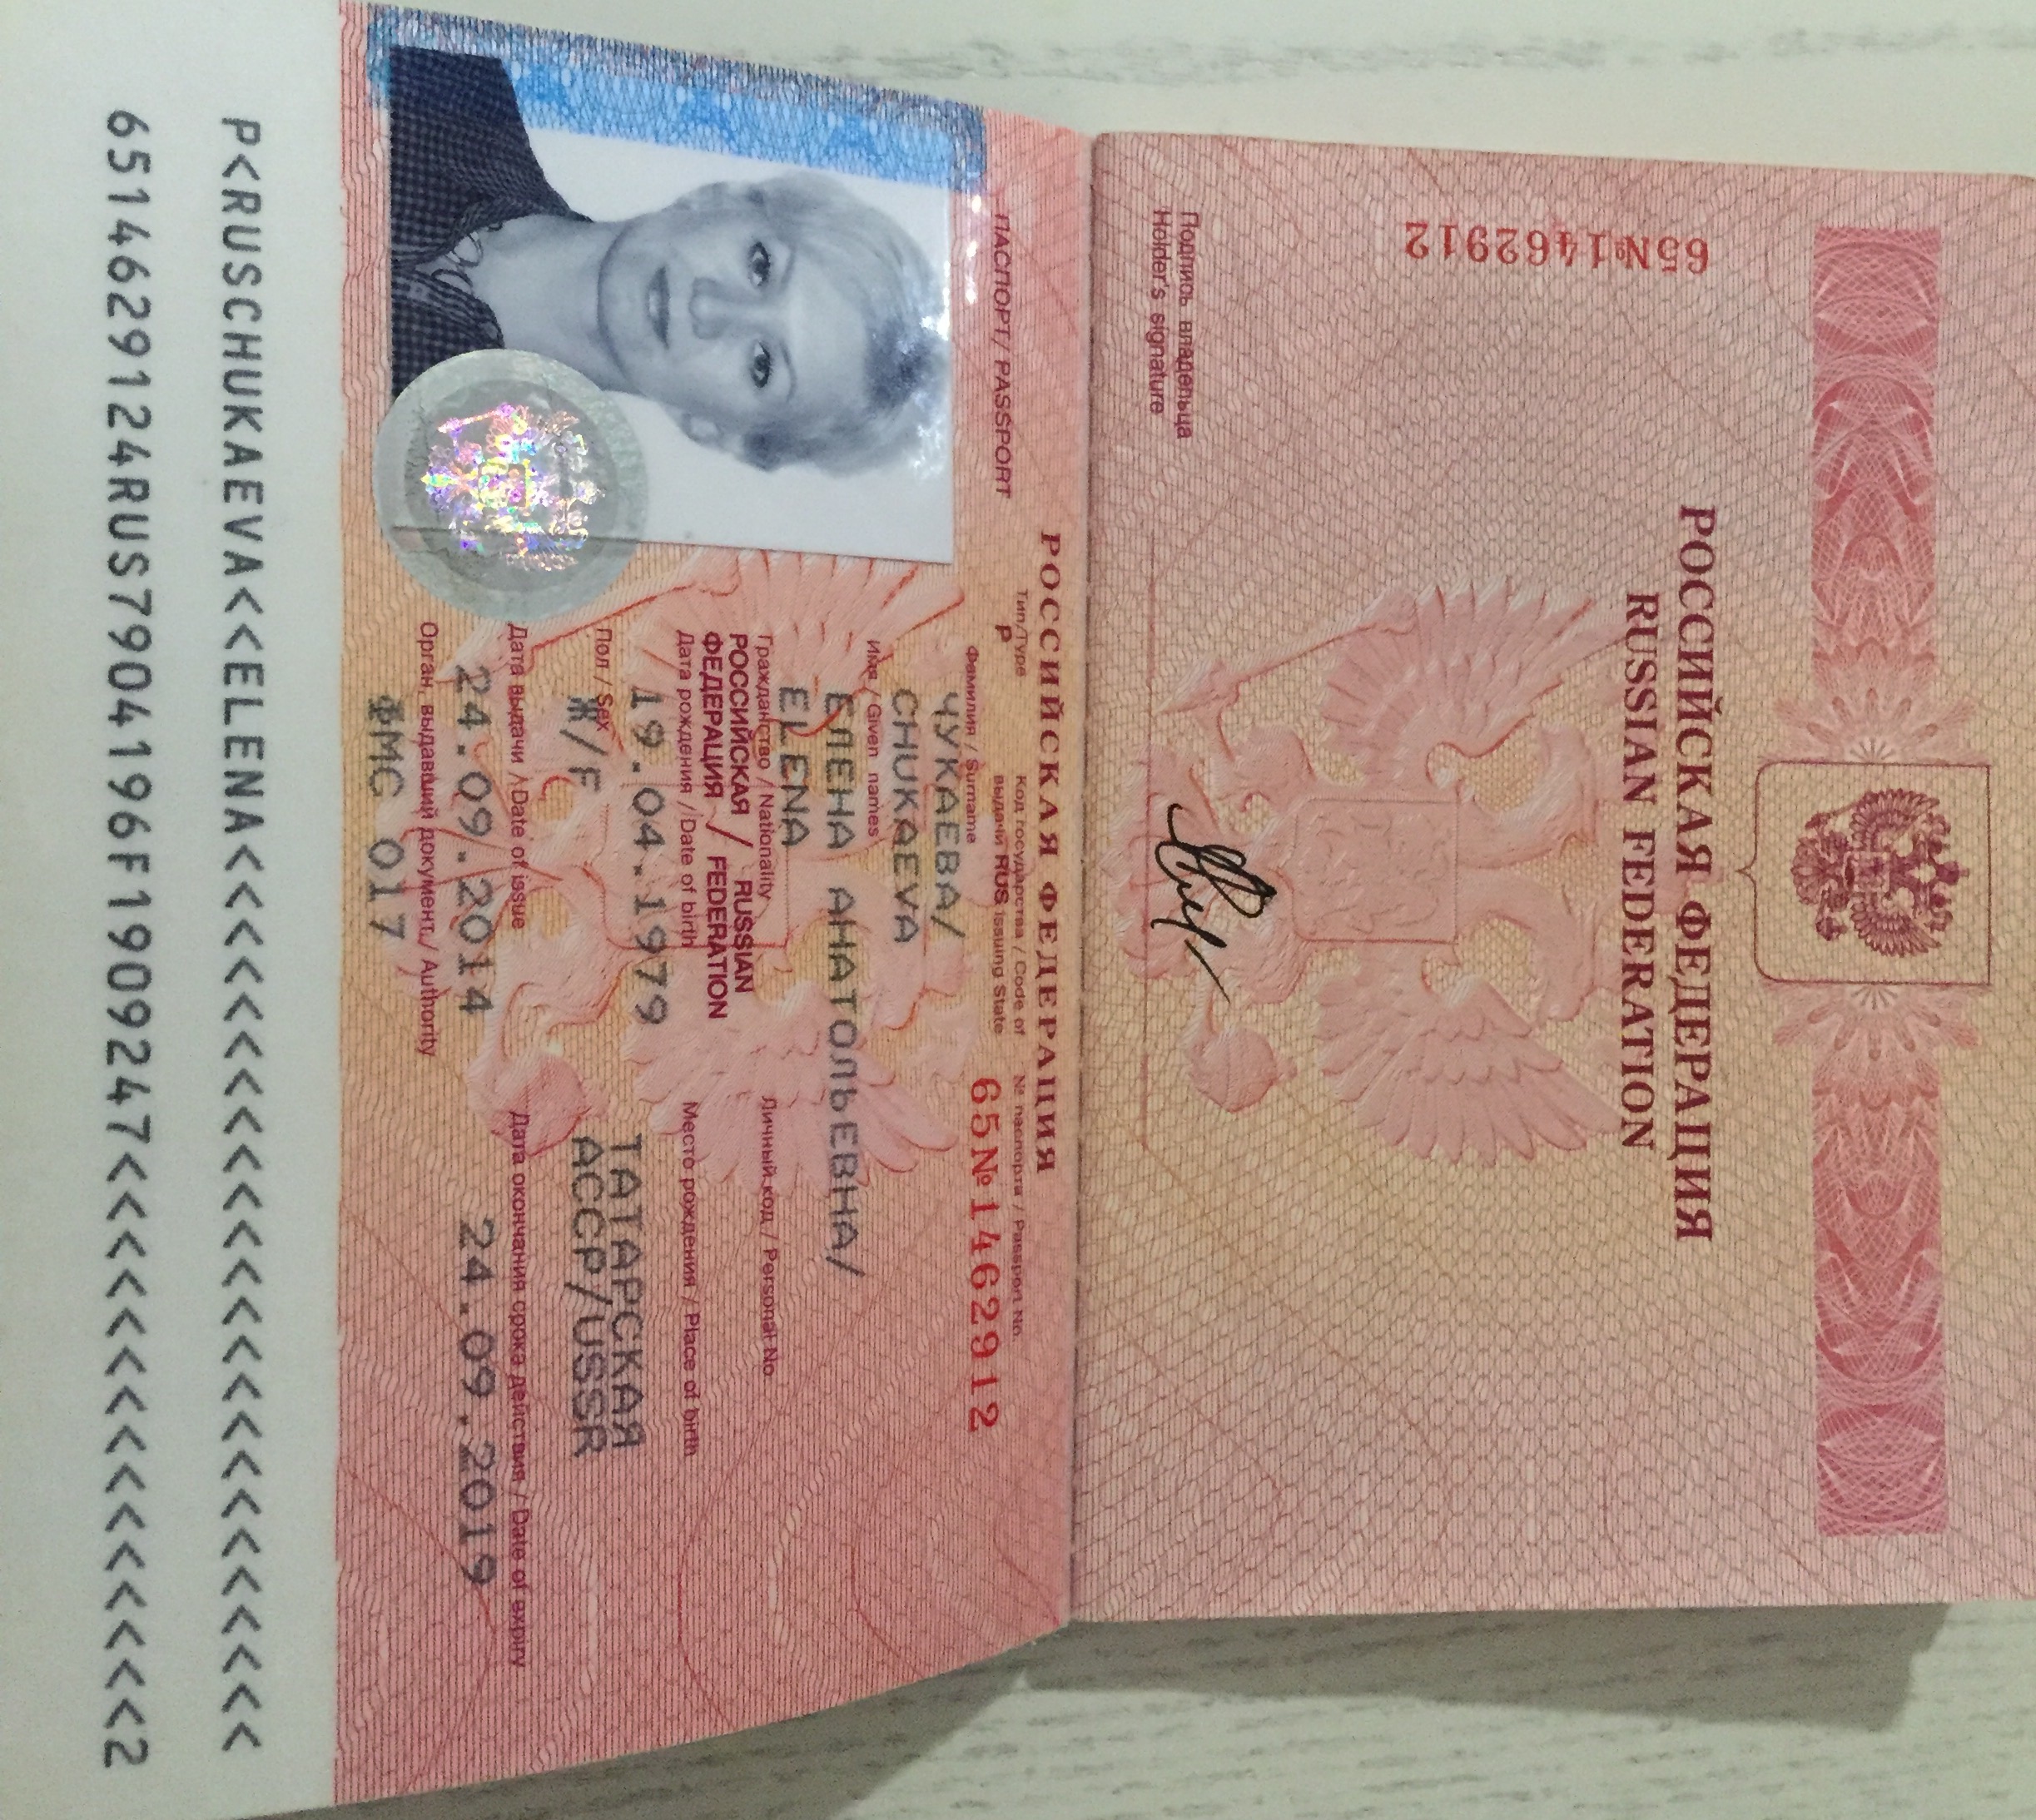 РОССИЙСКАЯ ФЕДЕРАЦИЯ
RUSSIAN FEDERATION
65№1462912
Подпись владельца
Holder's signature
РОССИЙСКАЯ ФЕДЕРАЦИЯ
ПАСПОРТ/ PASSPORT
Тип/Type
P
Код государства / Code of
выдачи RUS issuing State
№ паспорта / Passport No.
65№1462912
Фамилия / Surname
ЧУКАЕВА/
CHUKAEVA
Имя / Given names
ЕЛЕНА АНАТОЛЬЕВНА/
ELENA
Гражданство / Nationality
РОССИЙСКАЯ / RUSSIAN
ФЕДЕРАЦИЯ / FEDERATION
Личный код / Personal No
Дата рождения / Date of birth
19.04.1979
Место рождения / Place of birth
Пол / Sex
Ж/F
ТАТАРСКАЯ
АССР/USSR
Дата выдачи / Date of issue
24.09.2014
Дата окончания срока действия / Date of expiry
24.09.2019
Орган, выдавший документ / Authority
ФМС 017
P<RUSCHUKAEVA<<ELENA<<<<<<<<<<<<<<<<<<<<<<<<
6514629124RUS7904196F1909247<<<<<<<<<<<<<<<2